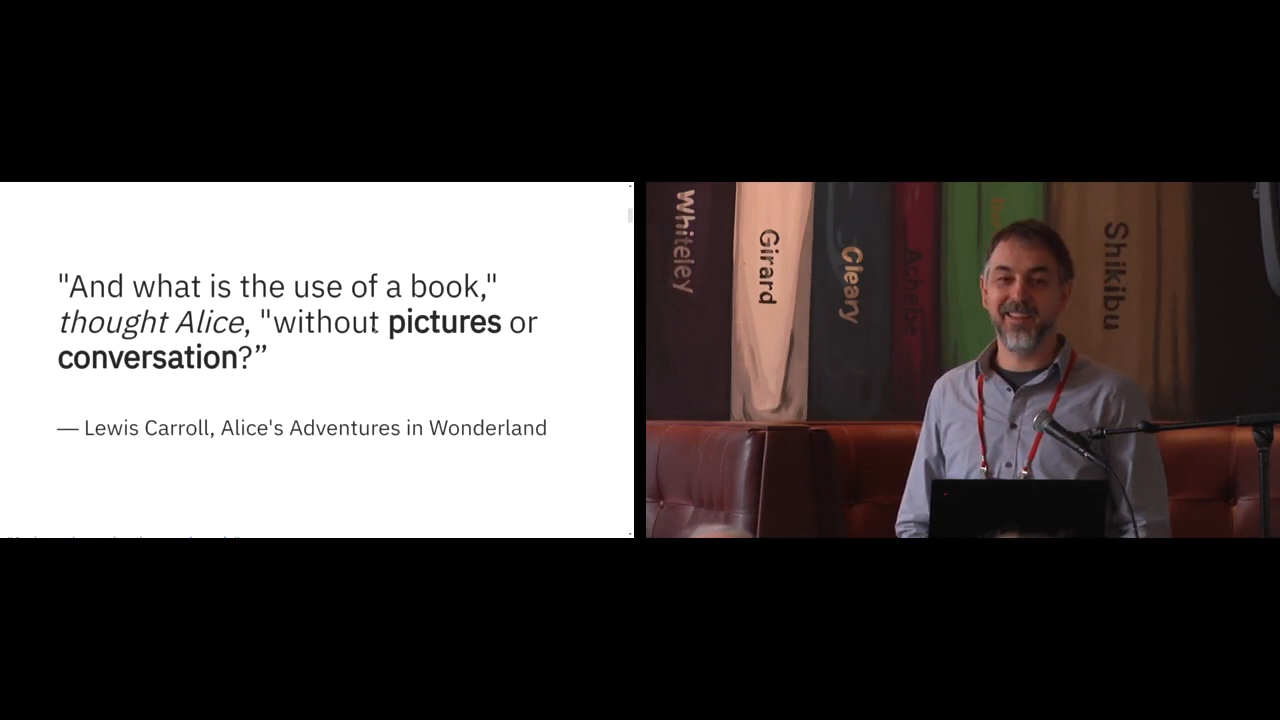 "And what is the use of a book,"
thought Alice, "without pictures or
conversation?”
— Lewis Carroll, Alice's Adventures in Wonderland
Whiteley
Girard
Cleary
Achebe
Shikibu